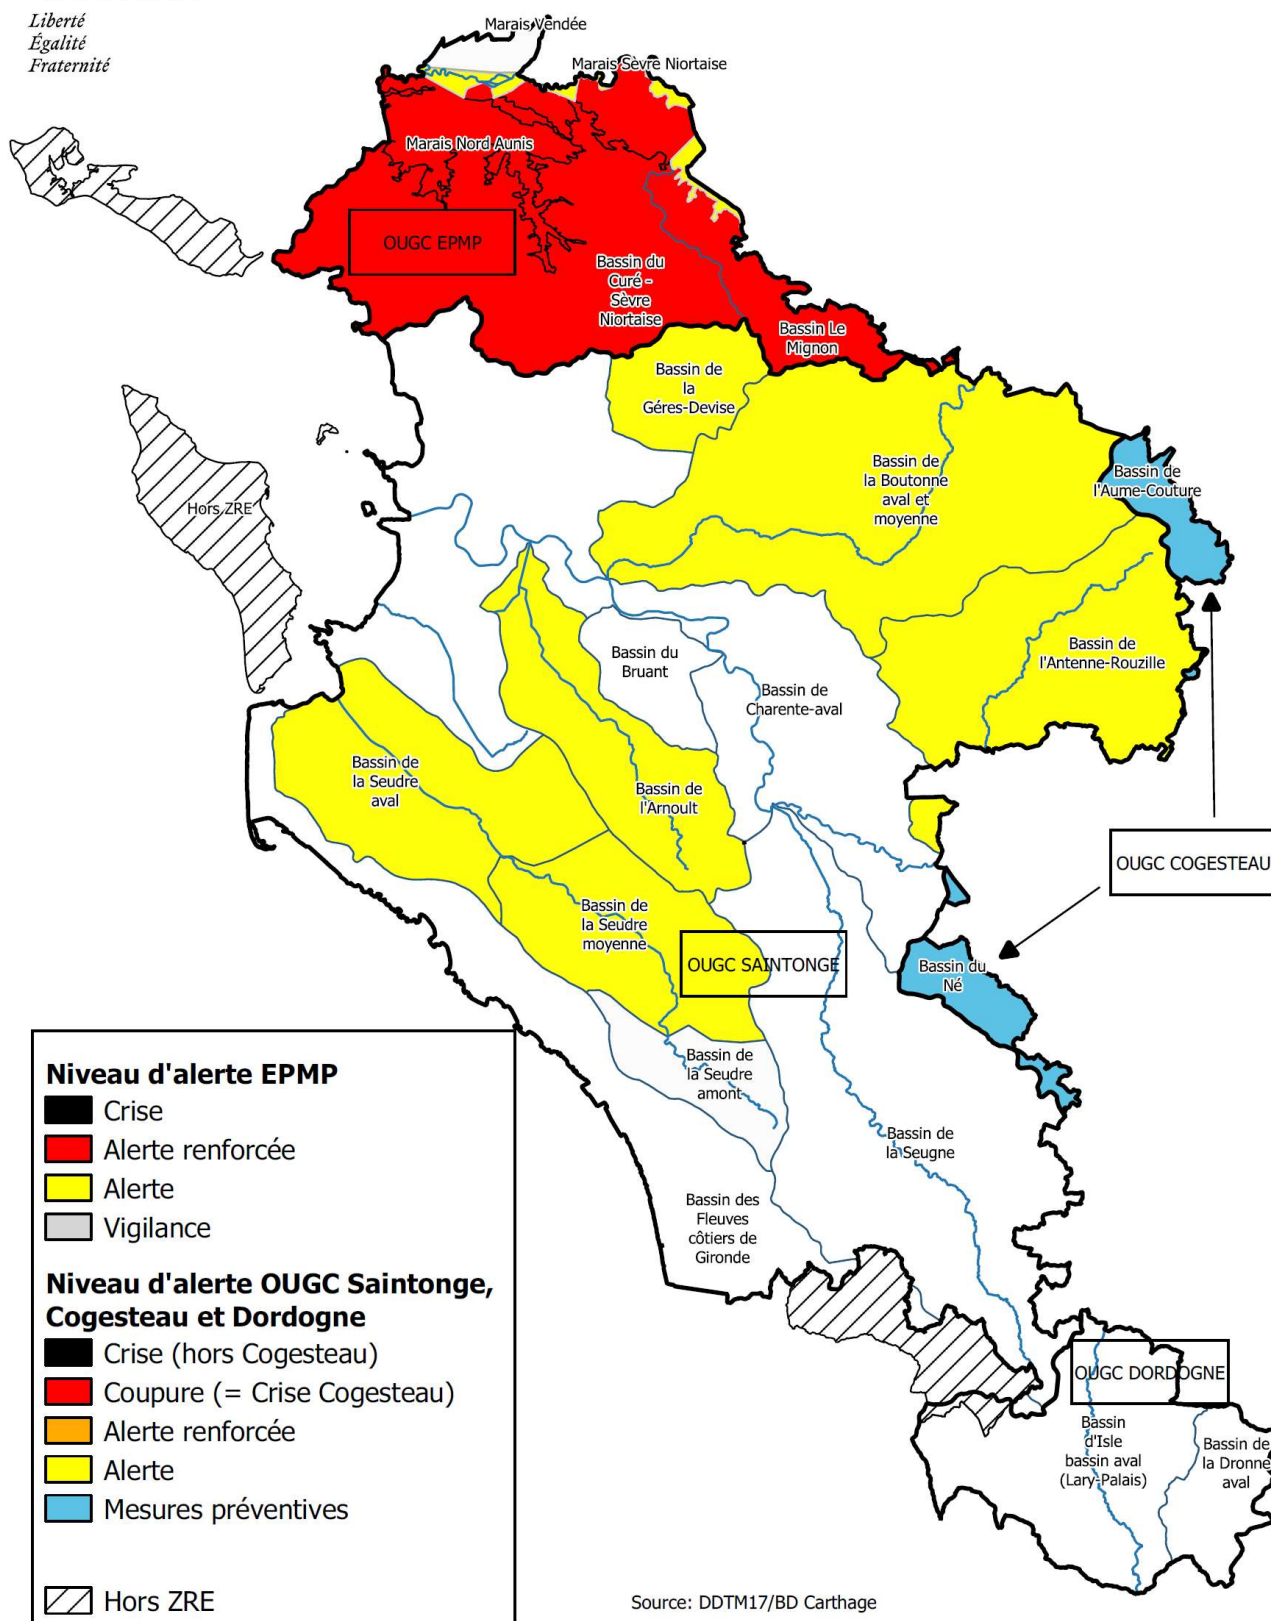 Liberté
Égalité
Fraternité
Marais Vendée
Marais Sèvre Niortaise
Marais Nord Aunis
OUGC EPMP
Bassin du
Curé -
Sèvre
Niortaise
Bassin Le
Mignon
Bassin de
la
Géres-Devise
Bassin de
la Boutonne
aval et
moyenne
Bassin de
l'Aume-Couture
Hors ZRE
Bassin du
Bruant
Bassin de
l'Antenne-Rouzille
Bassin de
Charente-aval
Bassin de
la Seudre
aval
Bassin de
l'Arnoult
OUGC COGESTEAU
Bassin de
la Seudre
moyenne
OUGC SAINTONGE
Bassin du
Né
Bassin de
la Seudre
amont
Bassin de
la Seugne
Bassin des
Fleuves
côtiers de
Gironde
OUGC DORDOGNE
Bassin
d'Isle
bassin aval
(Lary-Palais)
Bassin de
la Dronne
aval
Niveau d'alerte EPMP
Crise
Alerte renforcée
Alerte
Vigilance
Niveau d'alerte OUGC Saintonge,
Cogesteau et Dordogne
Crise (hors Cogesteau)
Coupure (= Crise Cogesteau)
Alerte renforcée
Alerte
Mesures préventives
Hors ZRE
Source: DDTM17/BD Carthage